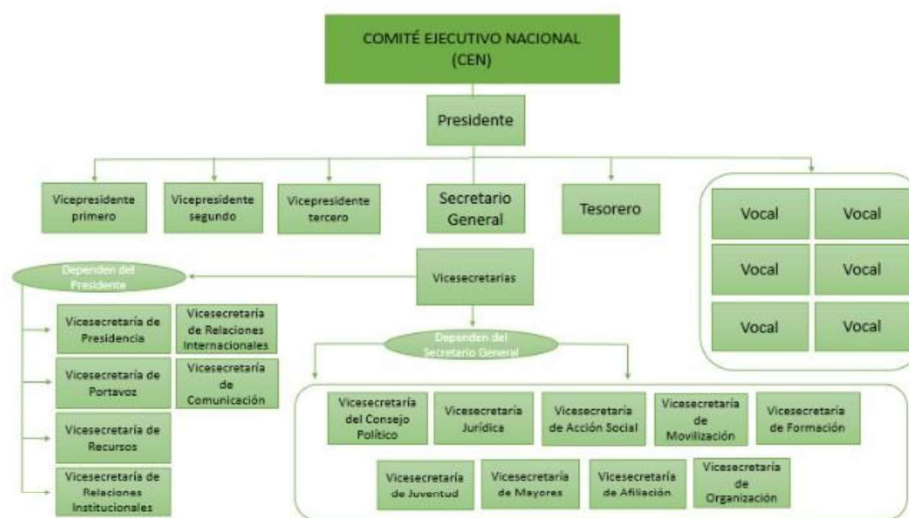 COMITÉ EJECUTIVO NACIONAL
(CEN)
Presidente
Vicepresidente
primero
Vicepresidente
segundo
Vicepresidente
tercero
Secretario
General
Tesorero
Vocal
Vocal
Vocal
Vocal
Vocal
Vocal
Vicesecretarias
Dependen del
Presidente
Vicesecretaría de
Presidencia
Vicesecretaría
de Relaciones
Internacionales
Vicesecretaría de
Portavoz
Vicesecretaría
de
Comunicación
Vicesecretaría de
Recursos
Vicesecretaría de
Relaciones
Institucionales
Dependen del
Secretario General
Vicesecretaría
del Consejo
Político
Vicesecretaría
Jurídica
Vicesecretaría
de Acción Social
Vicesecretaría
de
Movilización
Vicesecretaría
de Formación
Vicesecretaría
de Juventud
Vicesecretaría
de Mayores
Vicesecretaría
de Afiliación
Vicesecretaría
de
Organización